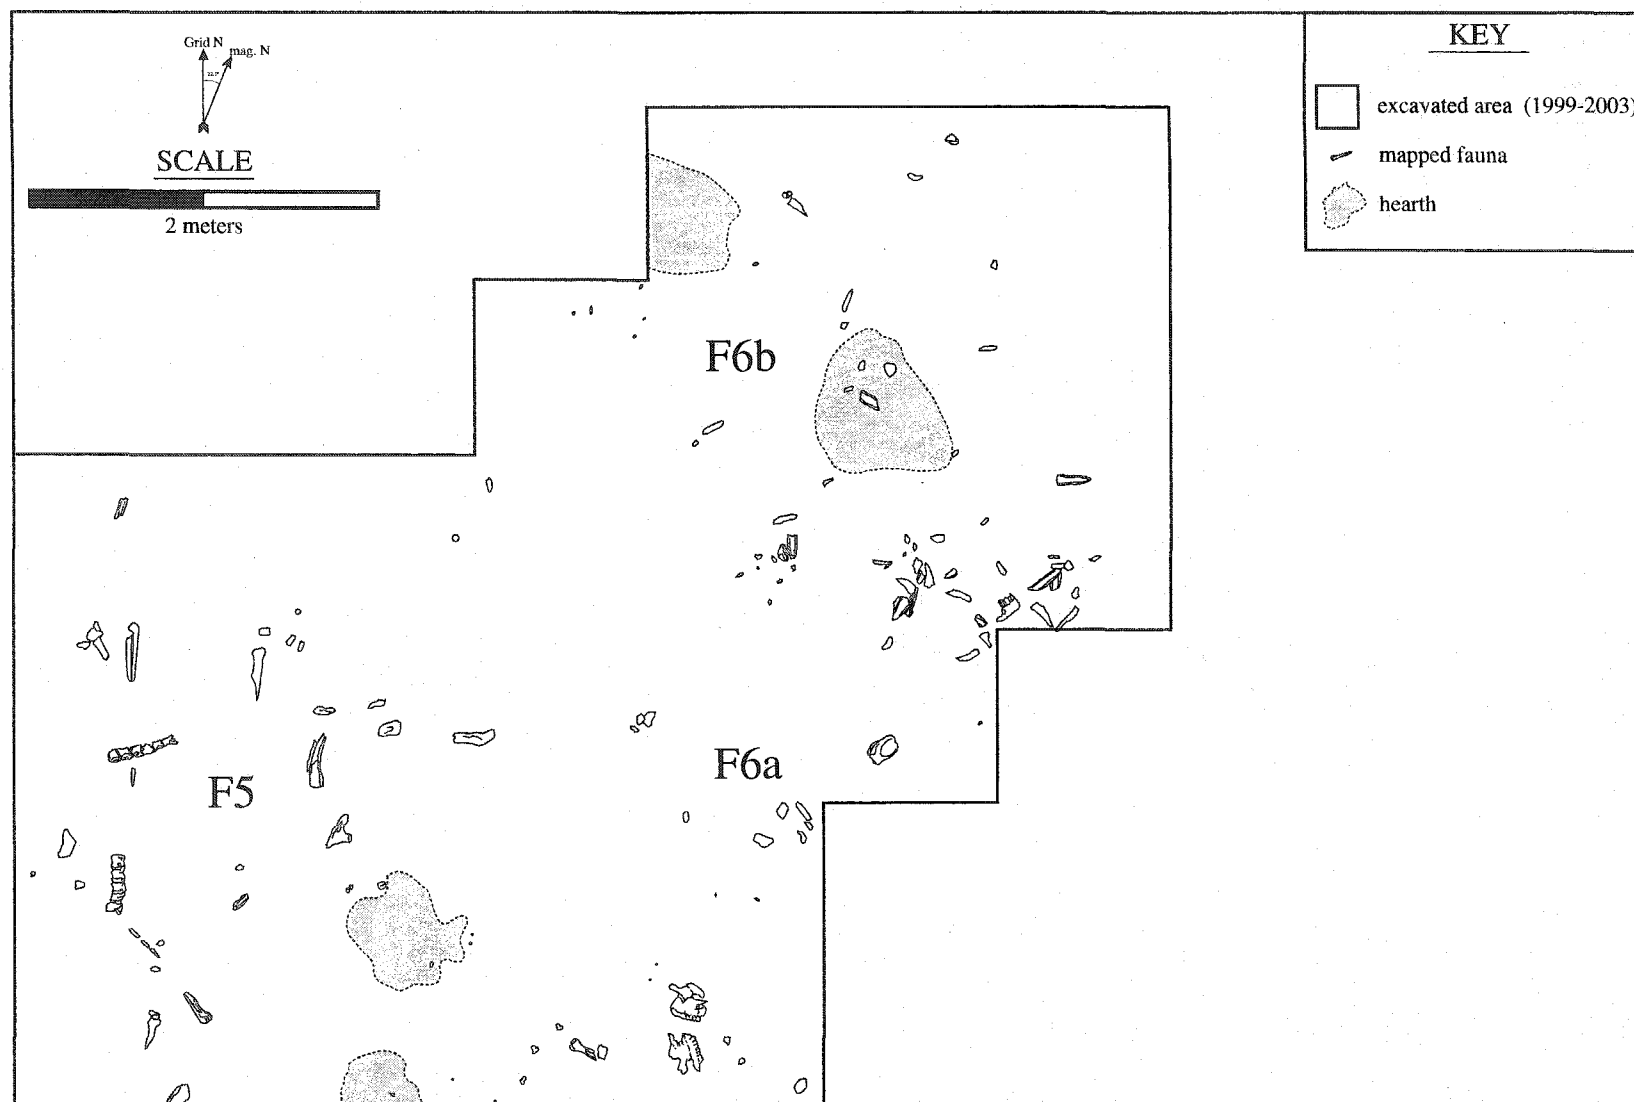 Grid N
mag. N
SCALE
2 meters
KEY
excavated area (1999-2003)
mapped fauna
hearth
F6b
F6a
F5